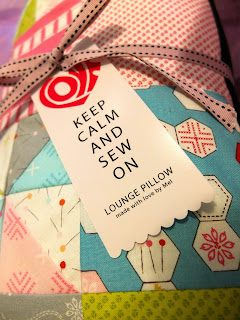 KEEP
CALM
AND
SEW
ON
LOUNGE PILLOW
made with love by Mel